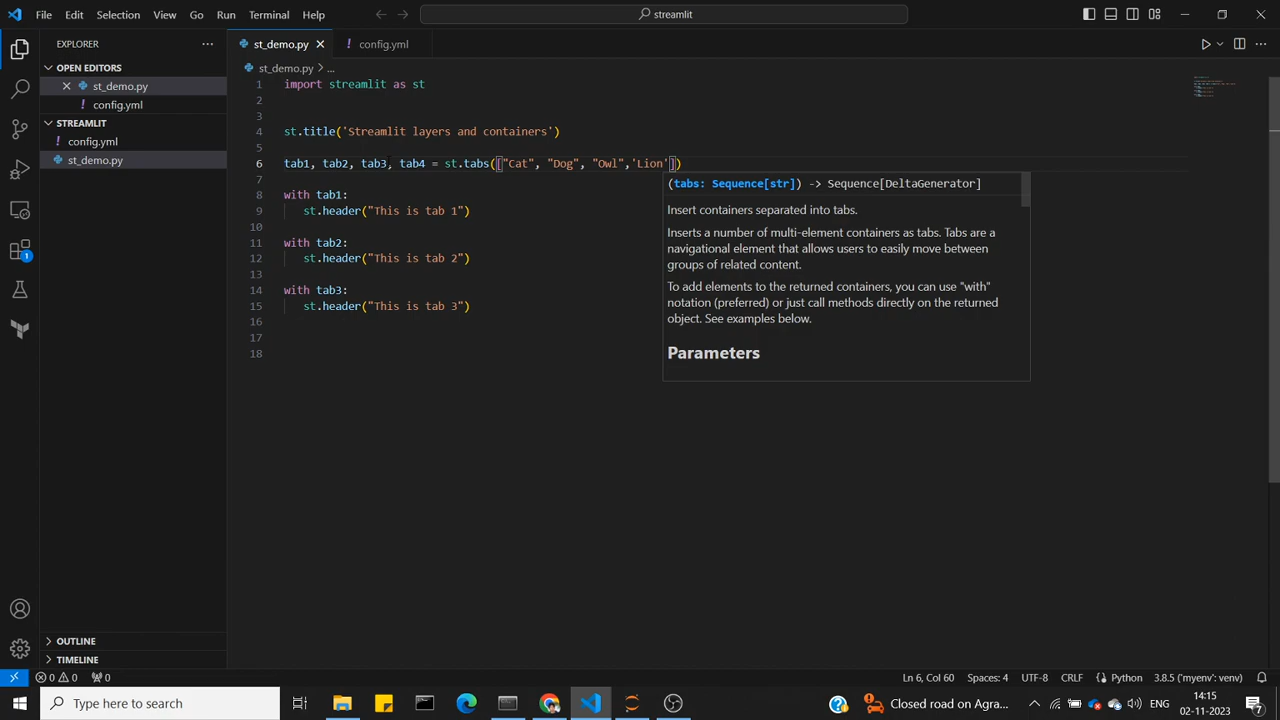 File Edit Selection View Go Run Terminal Help
streamlit
EXPLORER
OPEN EDITORS
st_demo.py
config.yml
STREAMLIT
config.yml
st_demo.py
OUTLINE
TIMELINE
1
st_demo.py
config.yml
st_demo.py > ...
1 import streamlit as st
2
3
4 st.title('Streamlit layers and containers')
5
6 tab1, tab2, tab3, tab4 = st.tabs(["Cat", "Dog", "Owl",'Lion'])
7
8 with tab1:
9 st.header("This is tab 1")
10
11 with tab2:
12 st.header("This is tab 2")
13
14 with tab3:
15 st.header("This is tab 3")
16
17
18
(tabs: Sequence[str]) -> Sequence[DeltaGenerator]
Insert containers separated into tabs.
Inserts a number of multi-element containers as tabs. Tabs are a
navigational element that allows users to easily move between
groups of related content.
To add elements to the returned containers, you can use "with"
notation (preferred) or just call methods directly on the returned
object. See examples below.
Parameters
0 0 0 Ln 6, Col 60 Spaces: 4 UTF-8 CRLF Python 3.8.5 ('myenv': venv)
Type here to search
Closed road on Agra...
ENG
14:15
02-11-2023
7